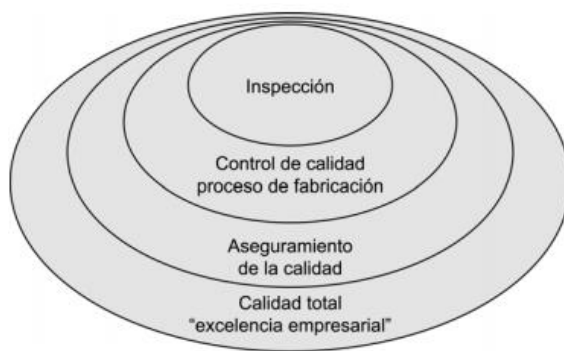 Inspección
Control de calidad
proceso de fabricación
Aseguramiento
de la calidad
Calidad total
“excelencia empresarial”